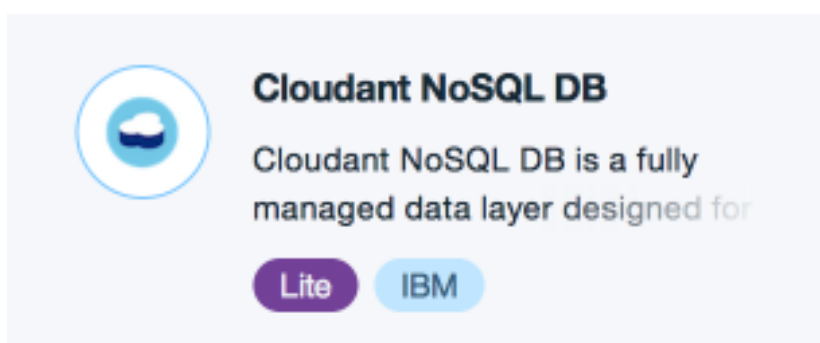 Cloudant NoSQL DB
Cloudant NoSQL DB is a fully
managed data layer designed for
Lite IBM